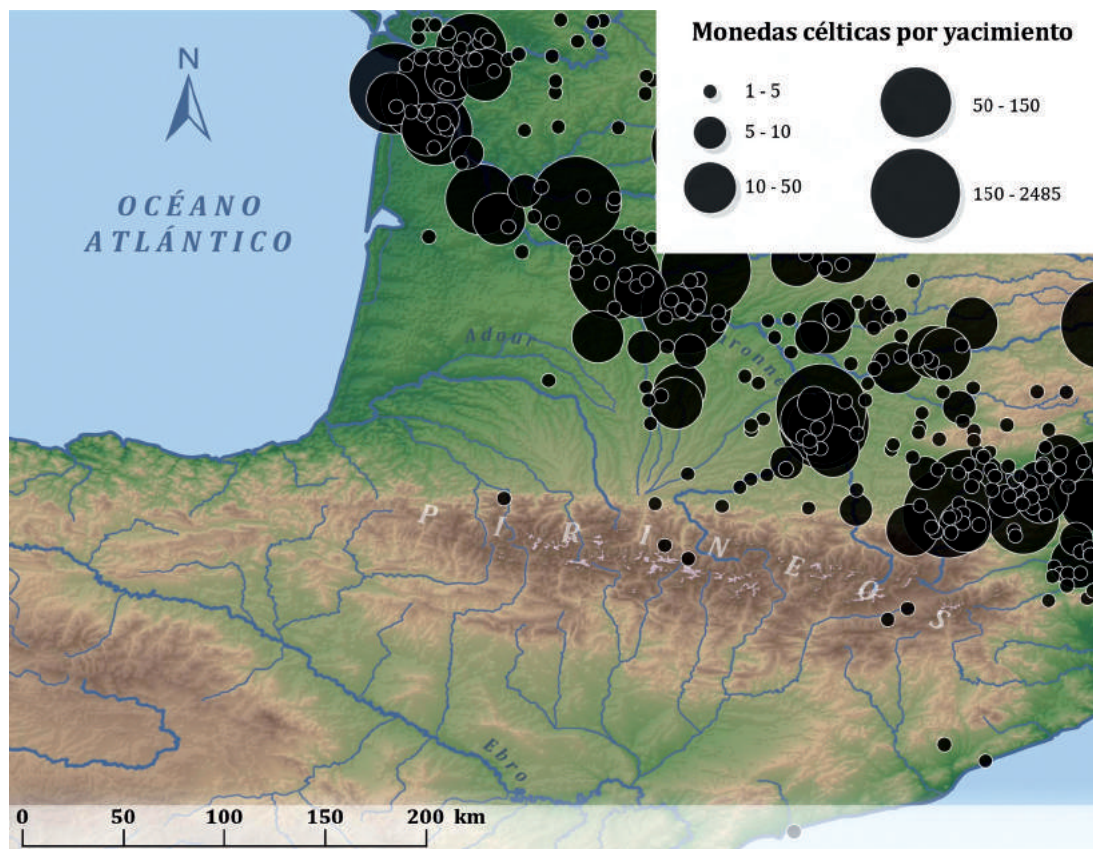 Monedas célticas por yacimiento
1 - 5
5 - 10
10 - 50
50 - 150
150 - 2485
N
OCÉANO
ATLÁNTICO
Adour
PIRINEOS
Ebro
0 50 100 150 200 km